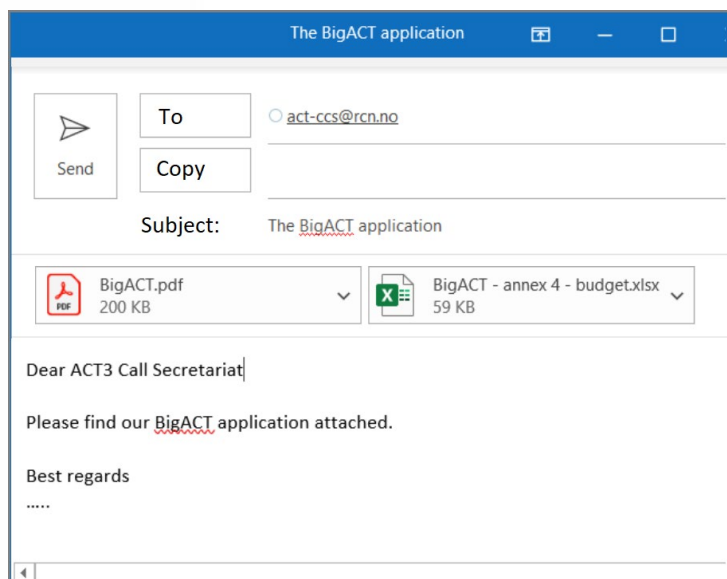 The BigACT application
To
act-ccs@rcn.no
Send
Copy
Subject: The BigACT application
BigACT.pdf
200 KB
BigACT - annex 4 - budget.xlsx
59 KB
PDF
Dear ACT3 Call Secretariat
Please find our BigACT application attached.
Best regards
.....